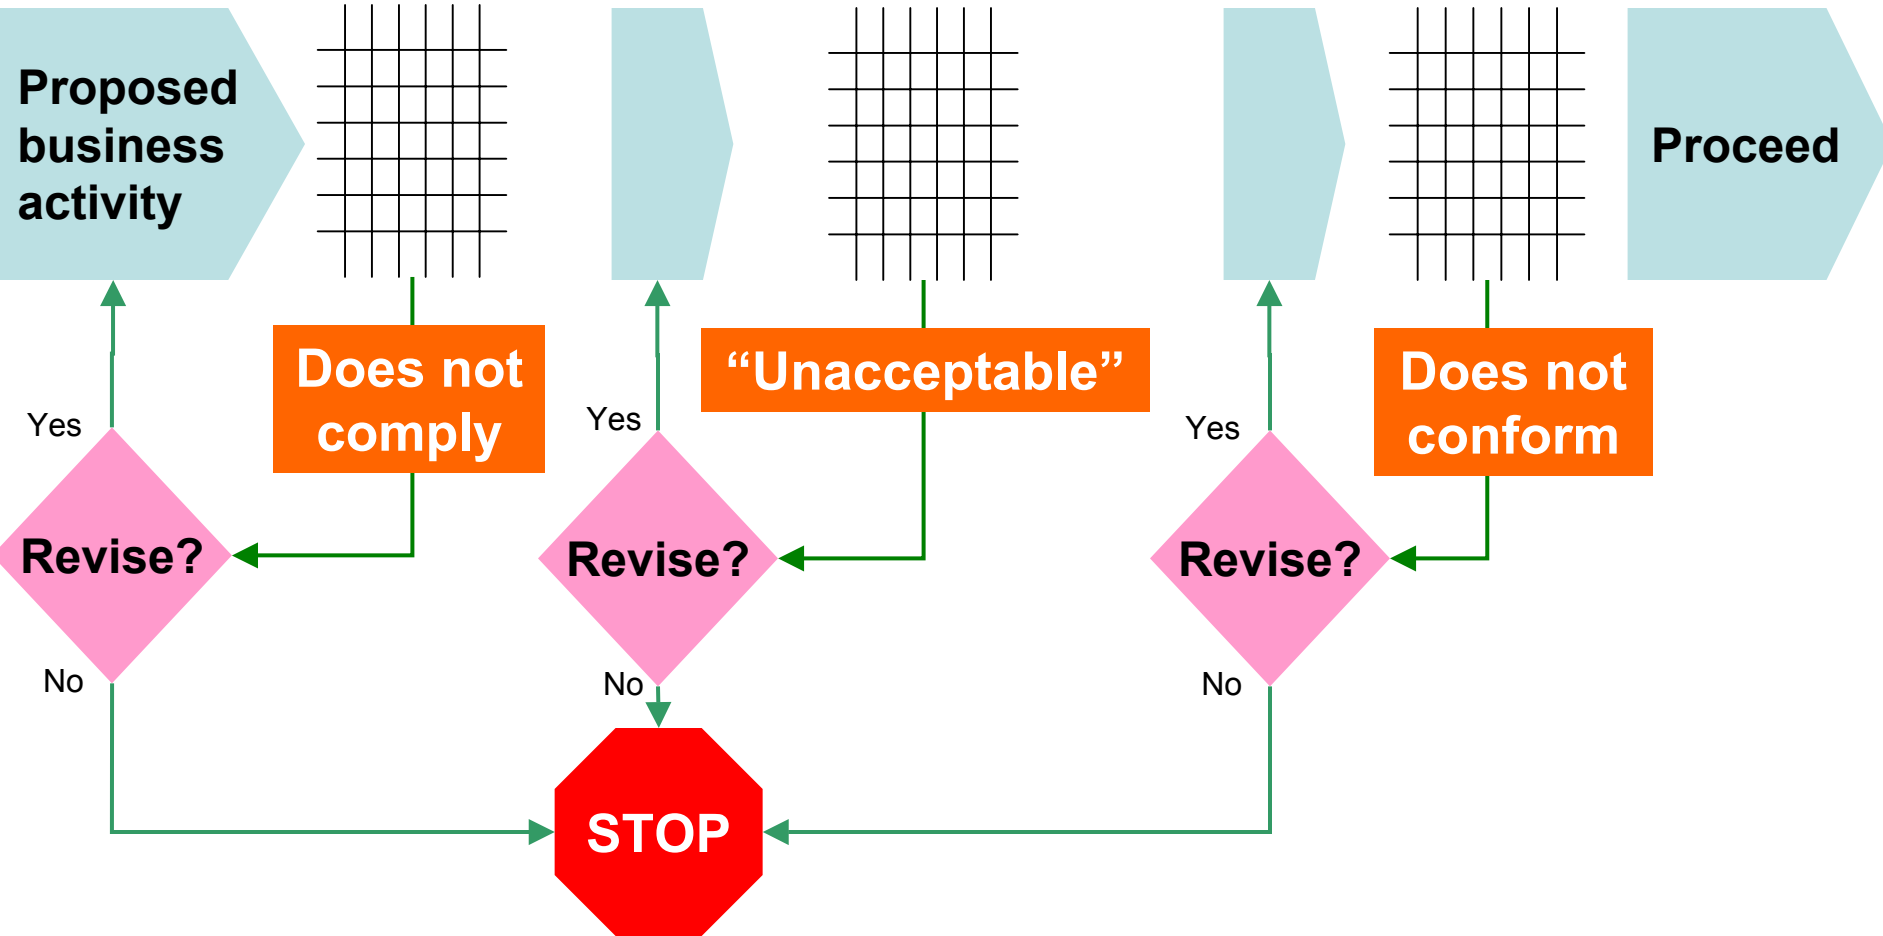 Proposed
business
activity
Proceed
Does not
comply
“Unacceptable”
Does not
conform
Yes
Yes
Yes
Revise?
Revise?
Revise?
No
No
No
STOP